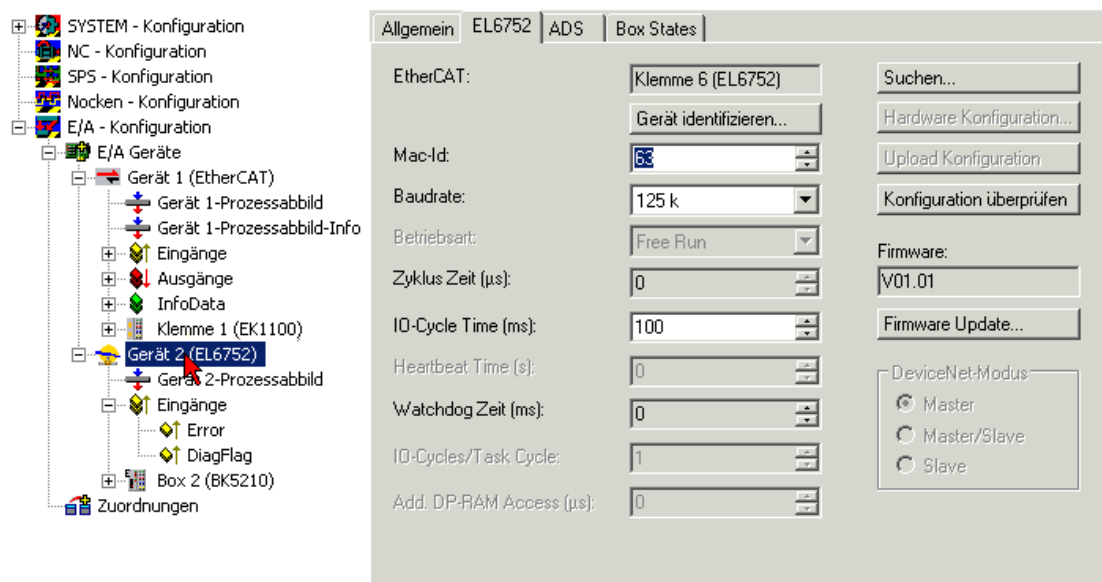 SYSTEM - Konfiguration
NC - Konfiguration
SPS - Konfiguration
Nocken - Konfiguration
E/A - Konfiguration
E/A Geräte
Gerät 1 (EtherCAT)
Gerät 1-Prozessabbild
Gerät 1-Prozessabbild-Info
Eingänge
Ausgänge
InfoData
Klemme 1 (EK1100)
Gerät 2 (EL6752)
Gerät 2-Prozessabbild
Eingänge
Error
DiagFlag
Box 2 (BK5210)
Zuordnungen
Allgemein EL6752 ADS Box States
EtherCAT: Klemme 6 (EL6752)
Gerät identifizieren...
Mac-Id: 63
Baudrate: 125 k
Betriebsart: Free Run
Zyklus Zeit (µs): 0
IO-Cycle Time (ms): 100
Heartbeat Time (s): 0
Watchdog Zeit (ms): 0
IO-Cycles/Task Cycle: 1
Add. DP-RAM Access (µs): 0
Suchen...
Hardware Konfiguration...
Upload Konfiguration
Konfiguration überprüfen
Firmware:
V01.01
Firmware Update...
DeviceNet-Modus
Master
Master/Slave
Slave